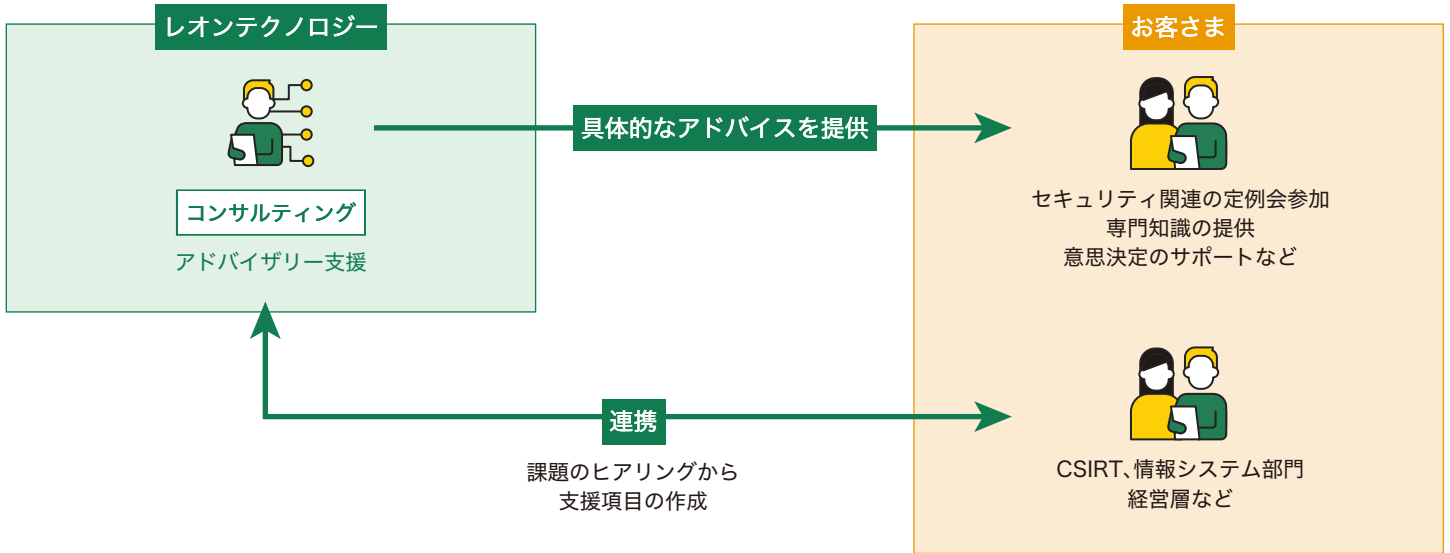 レオンテクノロジー
コンサルティング
アドバイザリー支援
具体的なアドバイスを提供
お客さま
セキュリティ関連の定例会参加
専門知識の提供
意思決定のサポートなど
連携
課題のヒアリングから
支援項目の作成
CSIRT、情報システム部門
経営層など